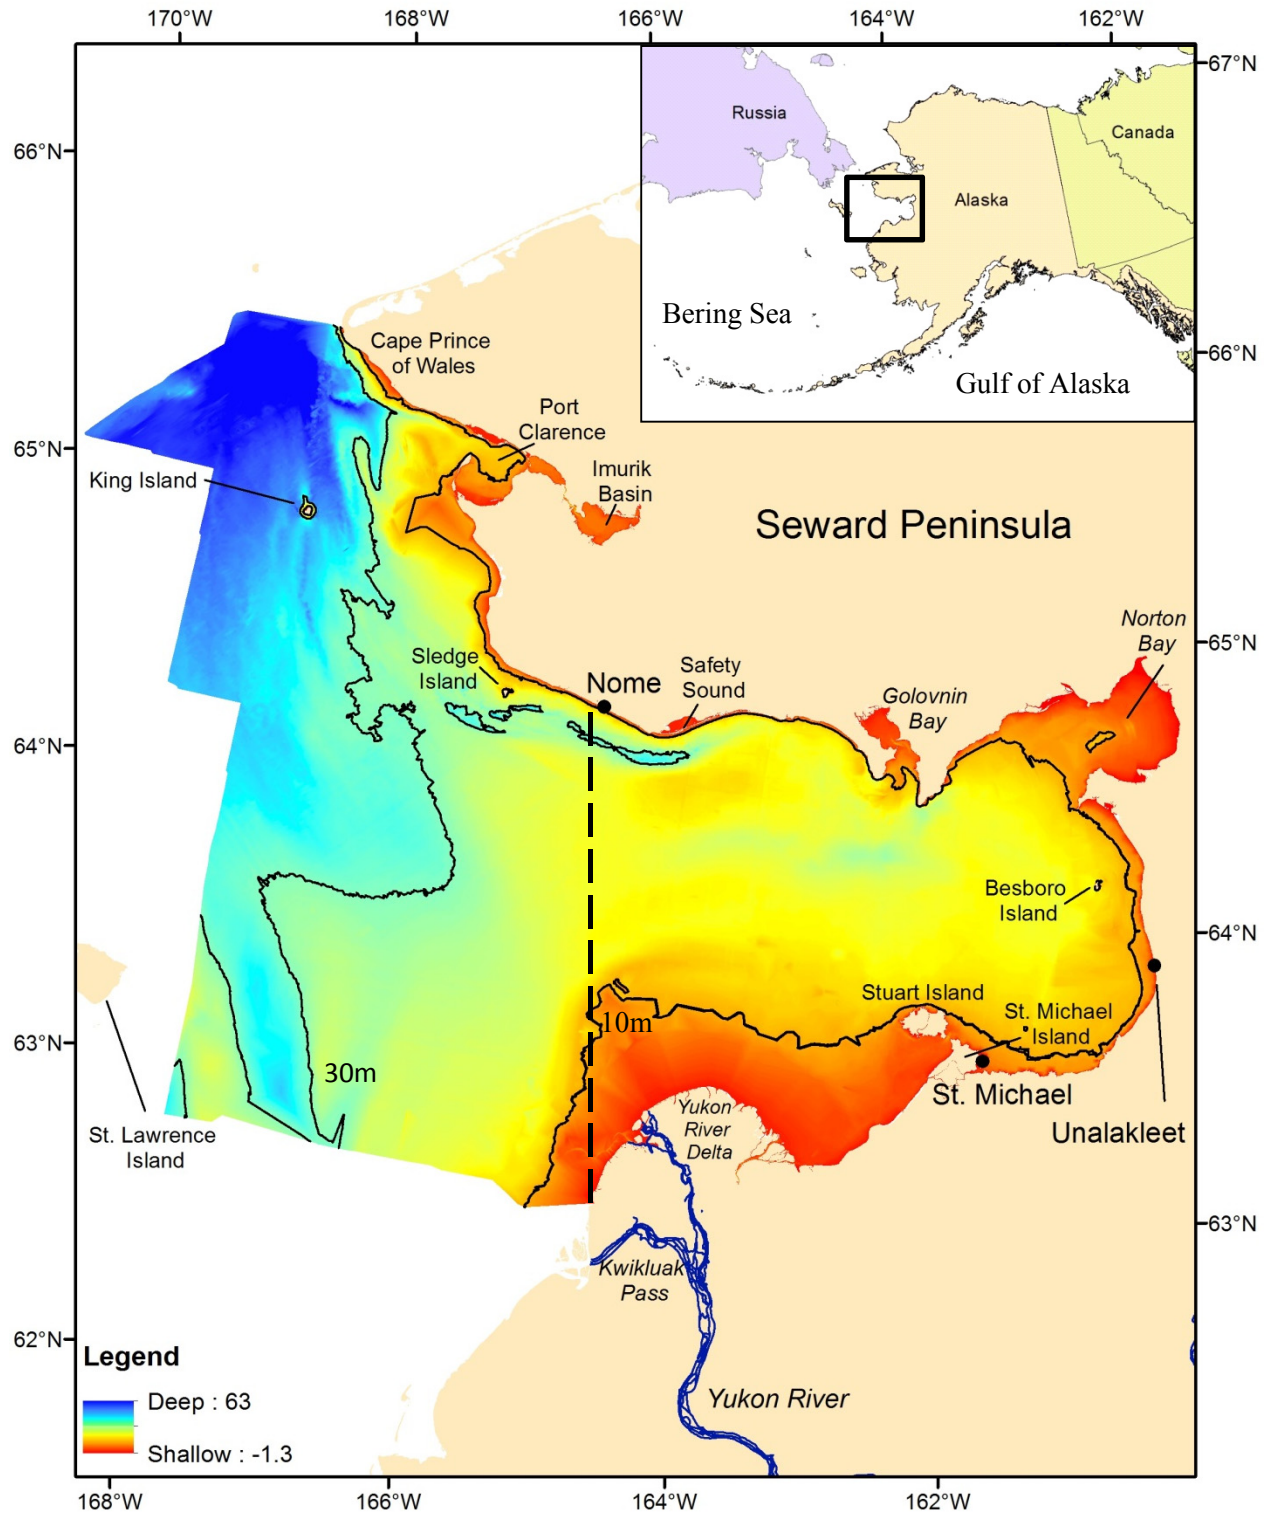 170°W
168°W
166°W
164°W
162°W
67°N
66°N
65°N
64°N
63°N
66°N
65°N
64°N
63°N
62°N
168°W
166°W
164°W
162°W
Russia
Canada
Alaska
Bering Sea
Gulf of Alaska
Cape Prince
of Wales
Port
Clarence
Imurik
Basin
King Island
Seward Peninsula
Norton
Bay
Sledge
Island
Nome
Safety
Sound
Golovnin
Bay
Besboro
Island
Stuart Island
St. Michael
Island
10m
30m
St. Michael
Yukon
River
Delta
Unalakleet
St. Lawrence
Island
Kwikluak
Pass
Yukon River
Legend
Deep : 63
Shallow : -1.3